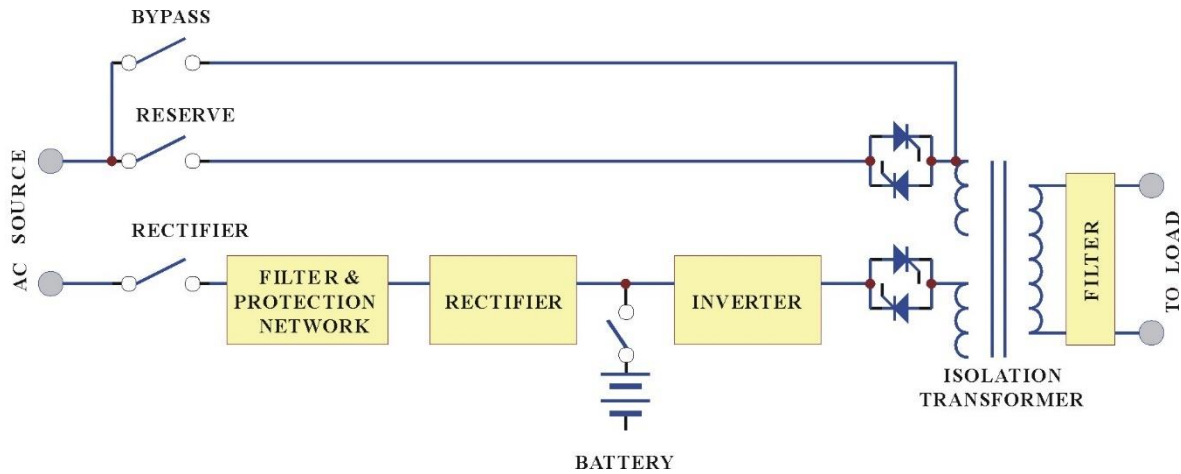 BYPASS
RESERVE
AC SOURCE
RECTIFIER
FILTER &
PROTECTION
NETWORK
RECTIFIER
INVERTER
FILTER
TO LOAD
ISOLATION
TRANSFORMER
BATTERY